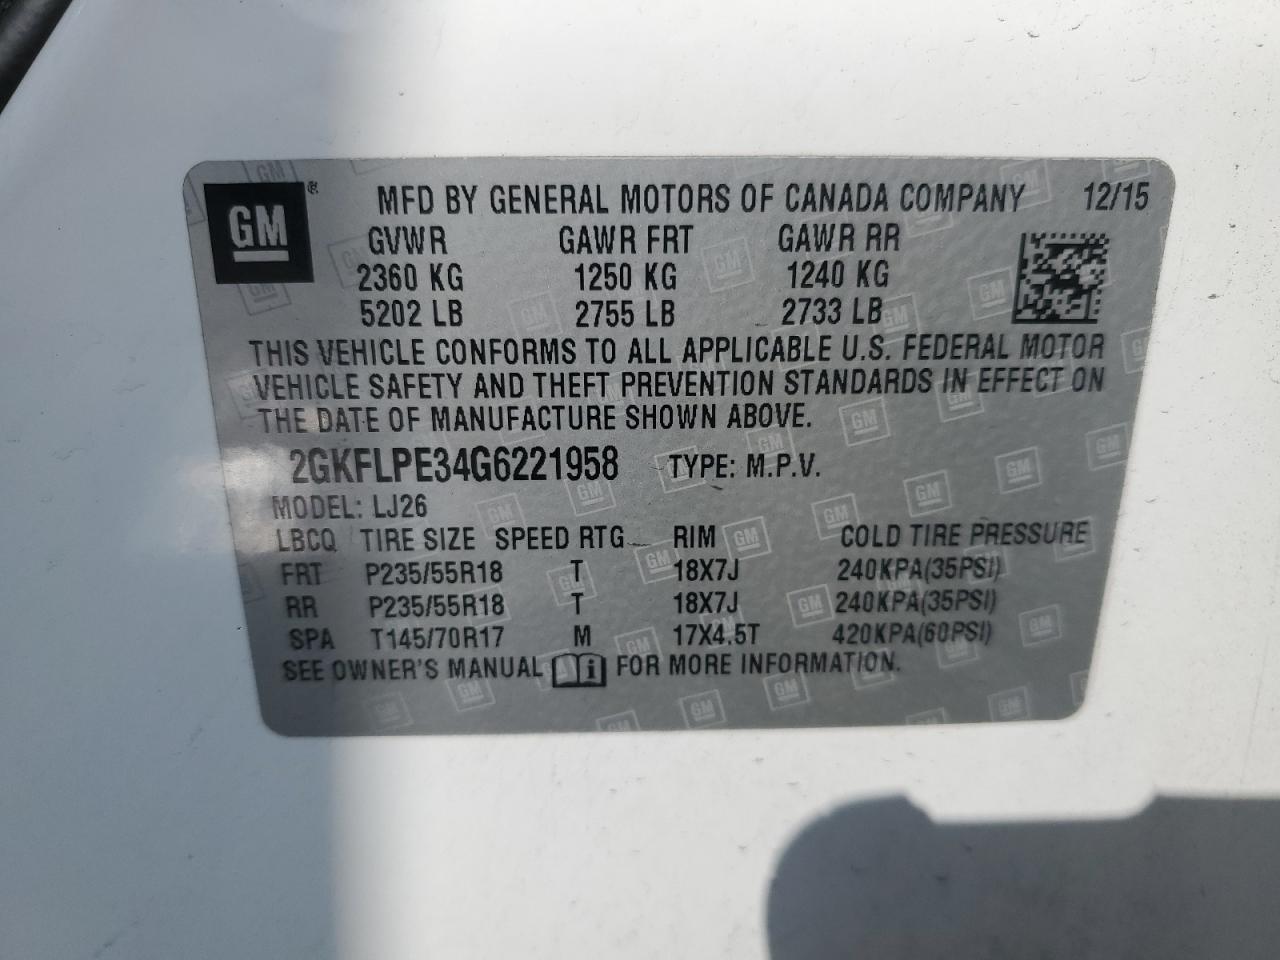 GM ® MFD BY GENERAL MOTORS OF CANADA COMPANY 12/15
GVWR GAWR FRT GAWR RR
2360 KG 1250 KG 1240 KG
5202 LB 2755 LB 2733 LB
THIS VEHICLE CONFORMS TO ALL APPLICABLE U.S. FEDERAL MOTOR
VEHICLE SAFETY AND THEFT PREVENTION STANDARDS IN EFFECT ON
THE DATE OF MANUFACTURE SHOWN ABOVE.
2GKFLPE34G6221958 TYPE: M.P.V.
MODEL: LJ26
LBCQ TIRE SIZE SPEED RTG RIM COLD TIRE PRESSURE
FRT P235/55R18 T 18X7J 240KPA(35PSI)
RR P235/55R18 T 18X7J 240KPA(35PSI)
SPA T145/70R17 M 17X4.5T 420KPA(60PSI)
SEE OWNER'S MANUAL i FOR MORE INFORMATION.